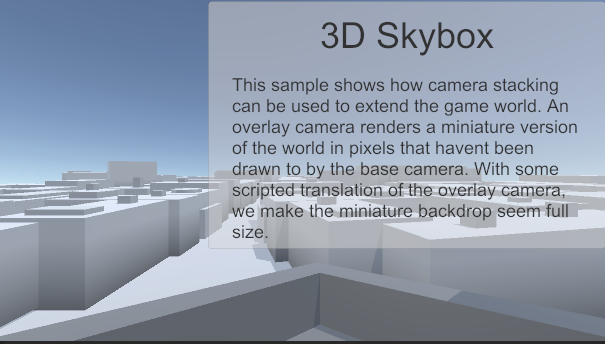 3D Skybox
This sample shows how camera stacking
can be used to extend the game world. An
overlay camera renders a miniature version
of the world in pixels that havent been
drawn to by the base camera. With some
scripted translation of the overlay camera,
we make the miniature backdrop seem full
size.